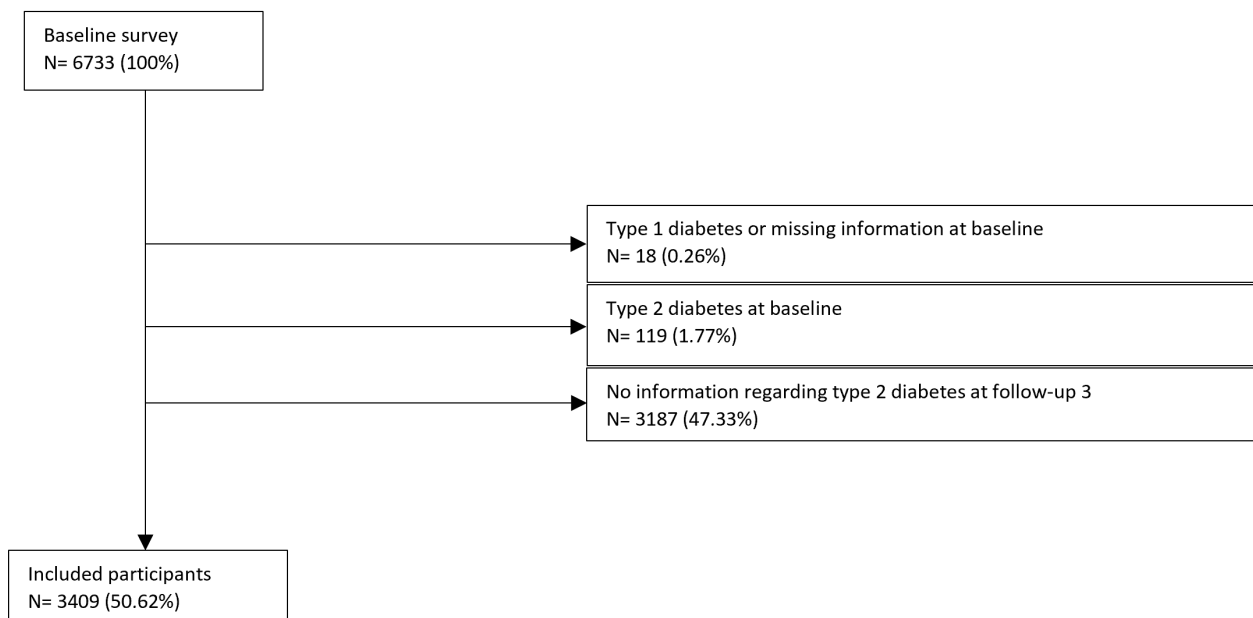 Baseline survey
N= 6733 (100%)
Type 1 diabetes or missing information at baseline
N= 18 (0.26%)
Type 2 diabetes at baseline
N= 119 (1.77%)
No information regarding type 2 diabetes at follow-up 3
N= 3187 (47.33%)
Included participants
N= 3409 (50.62%)